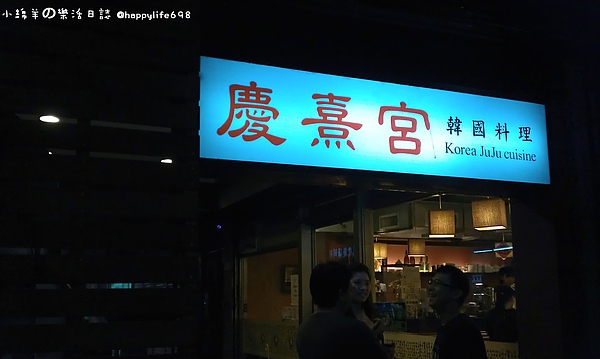 小綿羊の樂活日誌 @happylife698
慶熹宮 韓國料理
Korea JuJu cuisine